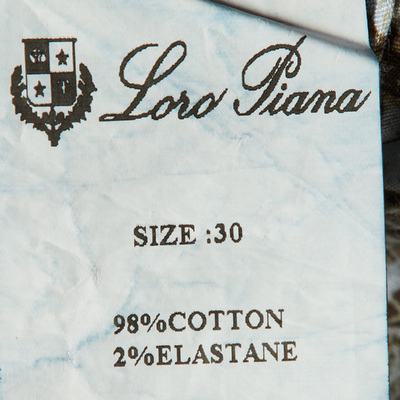 Loro Piana
SIZE :30
98%COTTON
2%ELASTANE